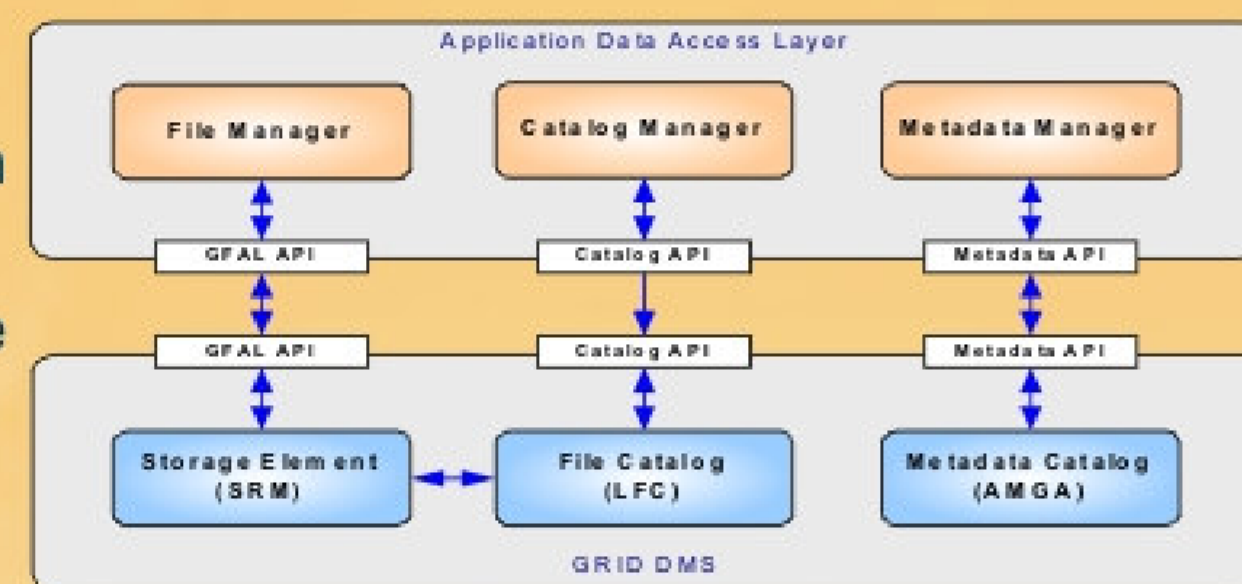 Application Data Access Layer
File Manager
Catalog Manager
Metadata Manager
GFAL API
Catalog API
Metadata API
GFAL API
Catalog API
Metadata API
Storage Element
(SRM)
File Catalog
(LFC)
Metadata Catalog
(AMGA)
GRID DMS